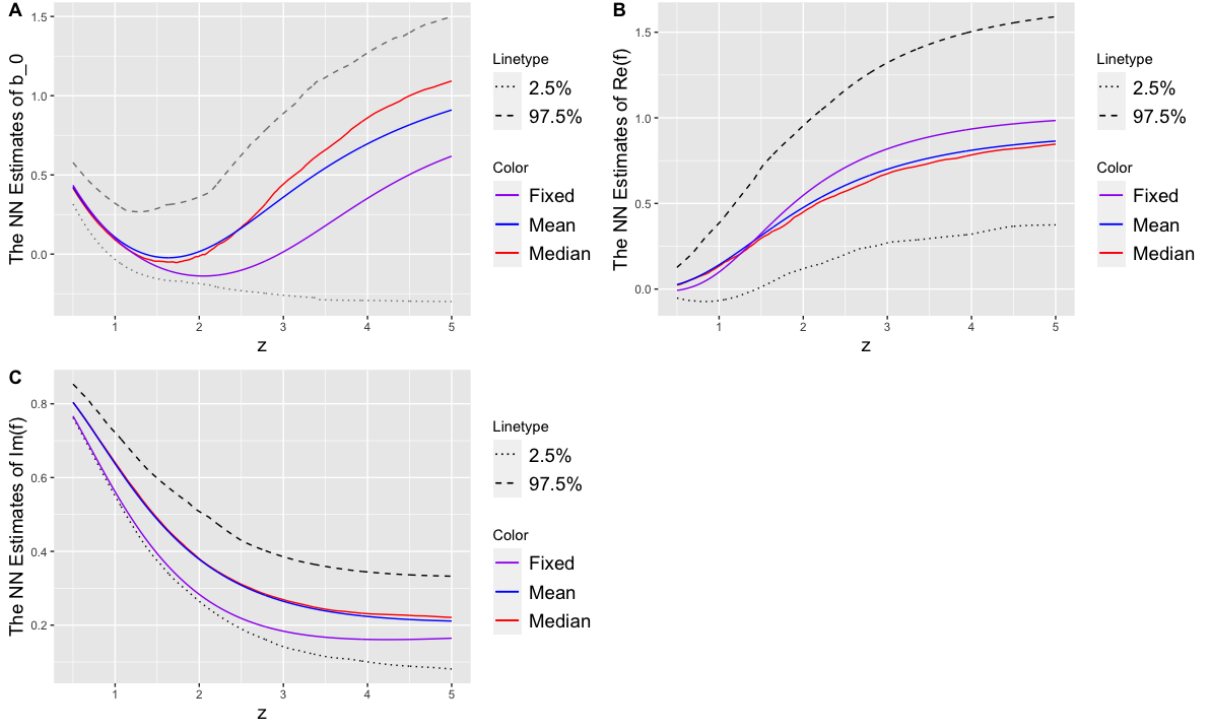 A
The NN Estimates of b_0
1.5
1.0
0.5
0.0
1 2 3 4 5
z
Linetype
2.5%
97.5%
Color
Fixed
Mean
Median
B
The NN Estimates of Re(f)
1.5
1.0
0.5
0.0
1 2 3 4 5
z
Linetype
2.5%
97.5%
Color
Fixed
Mean
Median
C
The NN Estimates of Im(f)
0.8
0.6
0.4
0.2
1 2 3 4 5
z
Linetype
2.5%
97.5%
Color
Fixed
Mean
Median